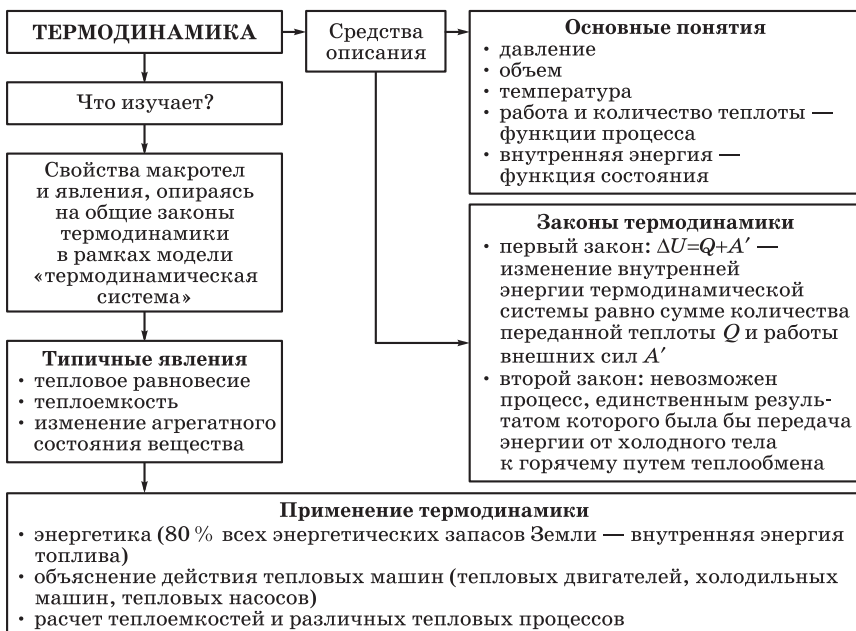 ТЕРМОДИНАМИКА
Что изучает?
Свойства макротел
и явления, опираясь
на общие законы
термодинамики
в рамках модели
«термодинамическая
система»
Типичные явления
· тепловое равновесие
· теплоемкость
· изменение агрегатного
состояния вещества
Средства
описания
Основные понятия
· давление
· объем
· температура
· работа и количество теплоты —
функции процесса
· внутренняя энергия —
функция состояния
Законы термодинамики
· первый закон: ΔU=Q+A′ —
изменение внутренней
энергии термодинамической
системы равно сумме количества
переданной теплоты Q и работы
внешних сил A′
· второй закон: невозможен
процесс, единственным резуль-
татом которого была бы передача
энергии от холодного тела
к горячему путем теплообмена
Применение термодинамики
· энергетика (80 % всех энергетических запасов Земли — внутренняя энергия
топлива)
· объяснение действия тепловых машин (тепловых двигателей, холодильных
машин, тепловых насосов)
· расчет теплоемкостей и различных тепловых процессов